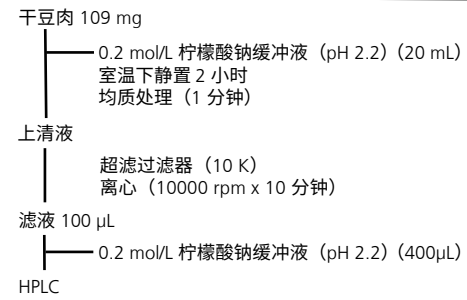 干豆肉 109 mg
0.2 mol/L 柠檬酸钠缓冲液（pH 2.2）（20 mL）
室温下静置 2 小时
均质处理（1 分钟）
上清液
超滤过滤器（10 K）
离心（10000 rpm x 10 分钟）
滤液 100 µL
0.2 mol/L 柠檬酸钠缓冲液（pH 2.2）（400µL）
HPLC